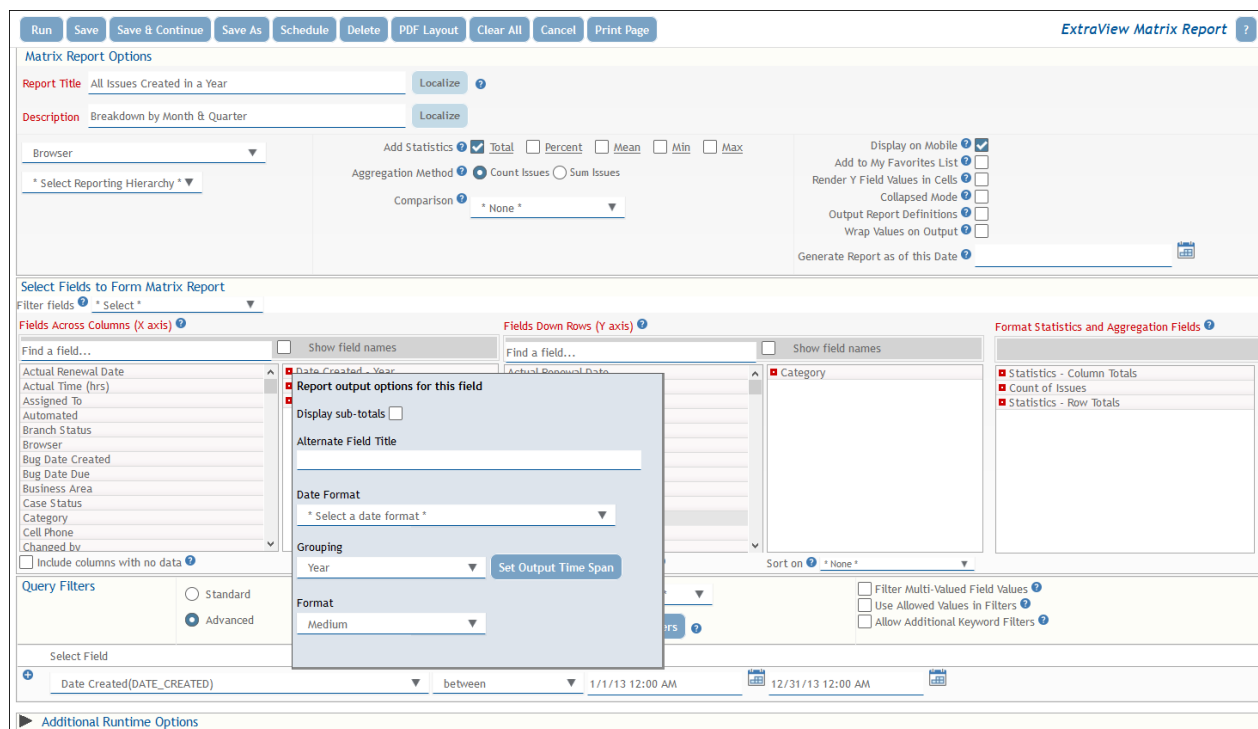 Run Save Save & Continue Save As Schedule Delete PDF Layout Clear All Cancel Print Page ExtraView Matrix Report ?
Matrix Report Options
Report Title All Issues Created in a Year Localize ?
Description Breakdown by Month & Quarter Localize
Browser
* Select Reporting Hierarchy *
Add Statistics ? Total Percent Mean Min Max
Aggregation Method ? Count Issues Sum Issues
Comparison ? * None *
Display on Mobile ?
Add to My Favorites List ?
Render Y Field Values in Cells ?
Collapsed Mode ?
Output Report Definitions ?
Wrap Values on Output ?
Generate Report as of this Date ?
Select Fields to Form Matrix Report
Filter fields ? * Select *
Fields Across Columns (X axis) ?
Find a field... Show field names
Actual Renewal Date
Actual Time (hrs)
Assigned To
Automated
Branch Status
Browser
Bug Date Created
Bug Date Due
Business Area
Case Status
Category
Cell Phone
Changed by
Include columns with no data ?
Date Created - Year
Report output options for this field
Display sub-totals
Alternate Field Title
Date Format
* Select a date format *
Grouping
Year Set Output Time Span
Format
Medium
Fields Down Rows (Y axis) ?
Find a field... Show field names
Actual Renewal Date
Category
Sort on ? * None *
Format Statistics and Aggregation Fields ?
Statistics - Column Totals
Count of Issues
Statistics - Row Totals
Query Filters
Standard
Advanced
ers ?
Filter Multi-Valued Field Values ?
Use Allowed Values in Filters ?
Allow Additional Keyword Filters ?
Select Field
Date Created(DATE_CREATED) between 1/1/13 12:00 AM 12/31/13 12:00 AM
Additional Runtime Options